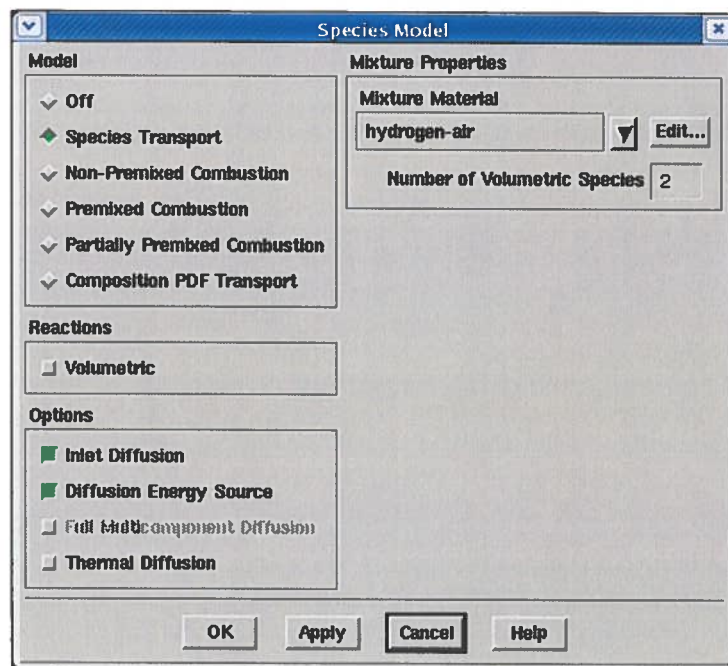 Species Model
Model
Off
Species Transport
Non-Premixed Combustion
Premixed Combustion
Partially Premixed Combustion
Composition PDF Transport
Reactions
Volumetric
Options
Inlet Diffusion
Diffusion Energy Source
Full Multicomponent Diffusion
Thermal Diffusion
Mixture Properties
Mixture Material
hydrogen-air
Edit...
Number of Volumetric Species 2
OK Apply Cancel Help